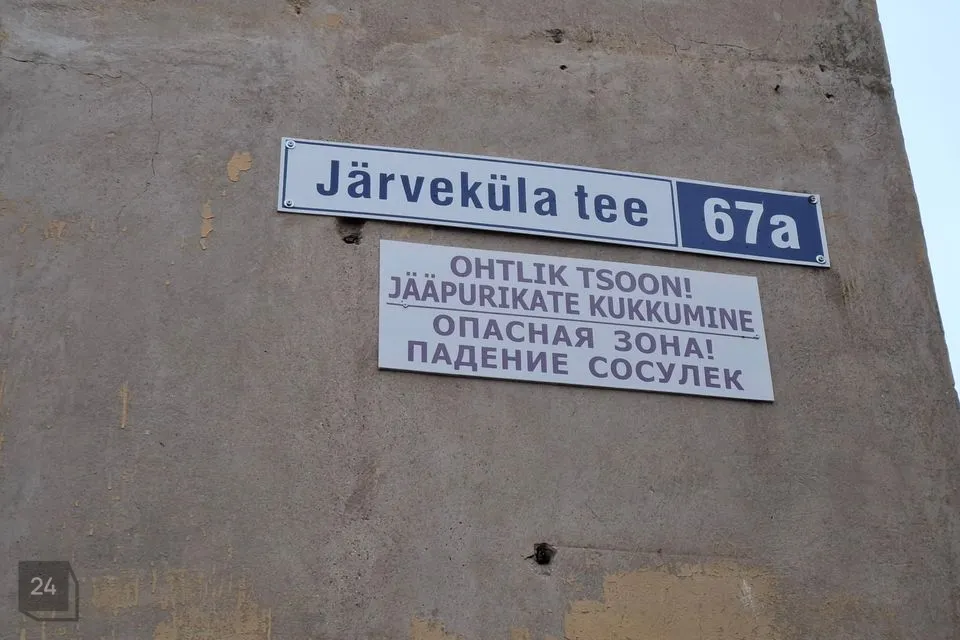 Järveküla tee 67a
OHTLIK TSOON!
JÄÄPURIKATE KUKKUMINE
ОПАСНАЯ ЗОНА!
ПАДЕНИЕ СОСУЛЕК
24